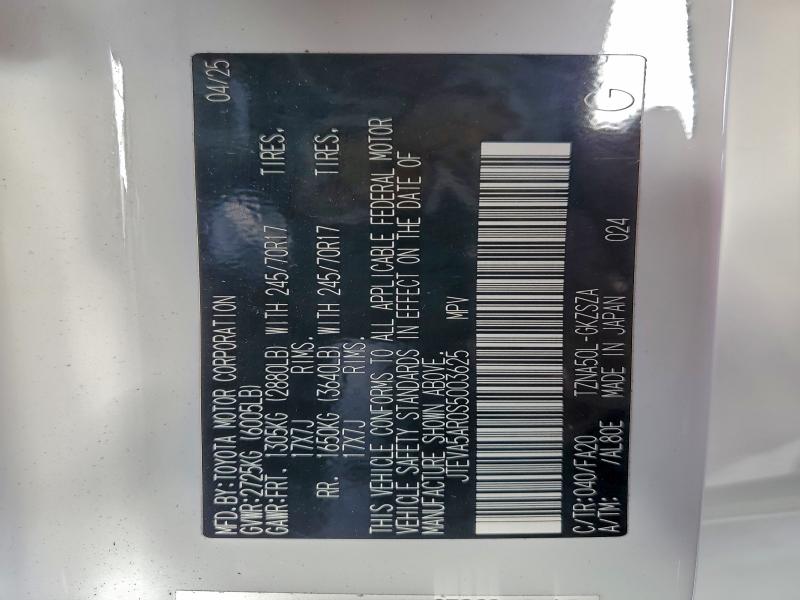 MFD.BY:TOYOTA MOTOR CORPORATION 04/25
GVWR:2725KG (6005LB)
GAWR:FRT. 1305KG (2880LB) WITH 245/70R17 TIRES.
17X7J RIMS.
RR. 1650KG (3640LB) WITH 245/70R17 TIRES.
17X7J RIMS.
THIS VEHICLE CONFORMS TO ALL APPLICABLE FEDERAL MOTOR
VEHICLE SAFETY STANDARDS IN EFFECT ON THE DATE OF
MANUFACTURE SHOWN ABOVE.
JTEVA5AR0S5003625 MPV
C/TR:040/FA20 TZNA50L-GKZSZA
A/TM: /AL80E MADE IN JAPAN 024 G